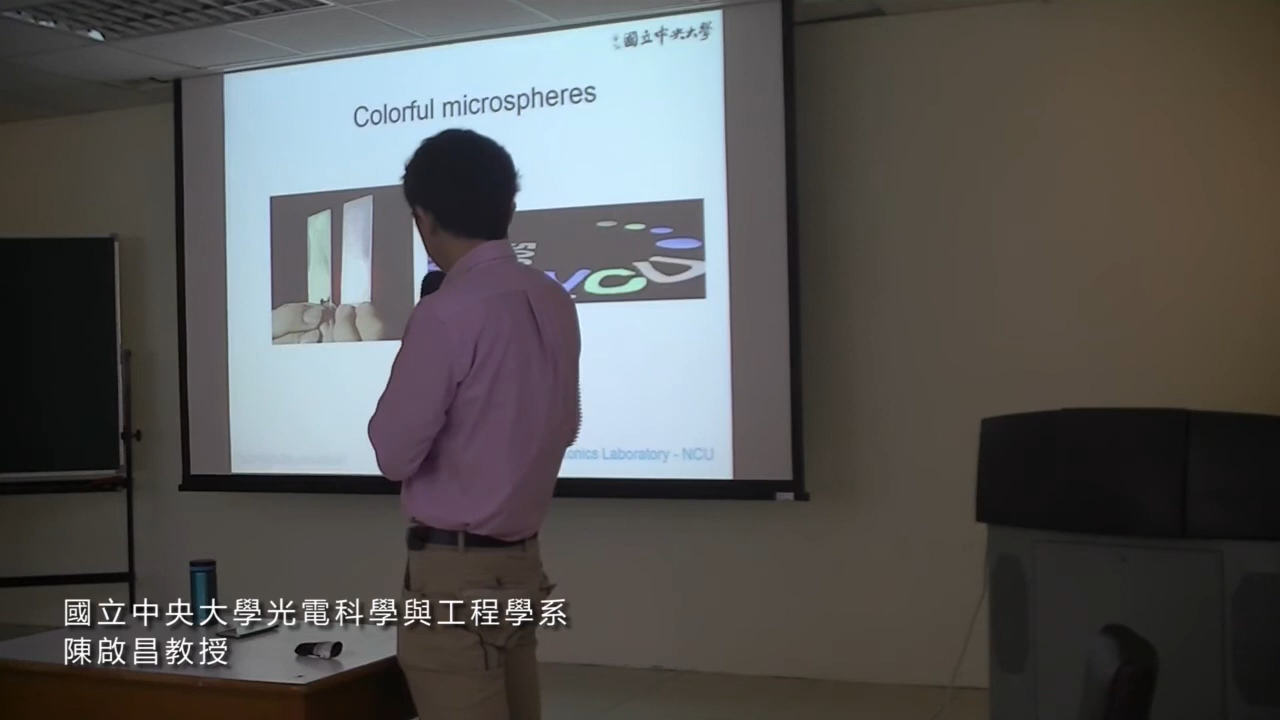 國立中央大學
Colorful microspheres
onics Laboratory - NCU
國立中央大學光電科學與工程學系
陳啟昌教授